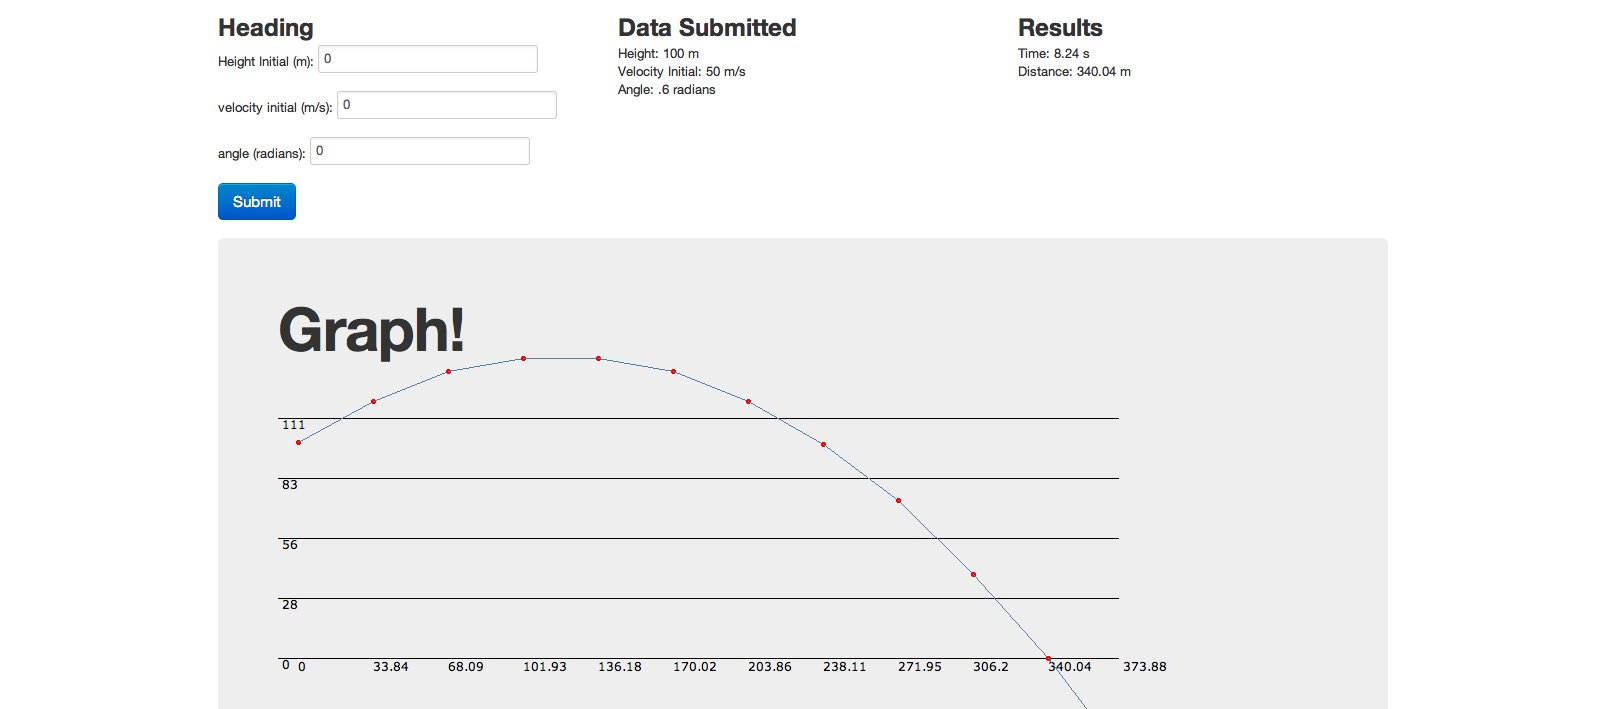 Heading
Height Initial (m): 0
velocity initial (m/s): 0
angle (radians): 0
Submit
Data Submitted
Height: 100 m
Velocity Initial: 50 m/s
Angle: .6 radians
Results
Time: 8.24 s
Distance: 340.04 m
Graph!
111
83
56
28
0
0 33.84 68.09 101.93 136.18 170.02 203.86 238.11 271.95 306.2 340.04 373.88